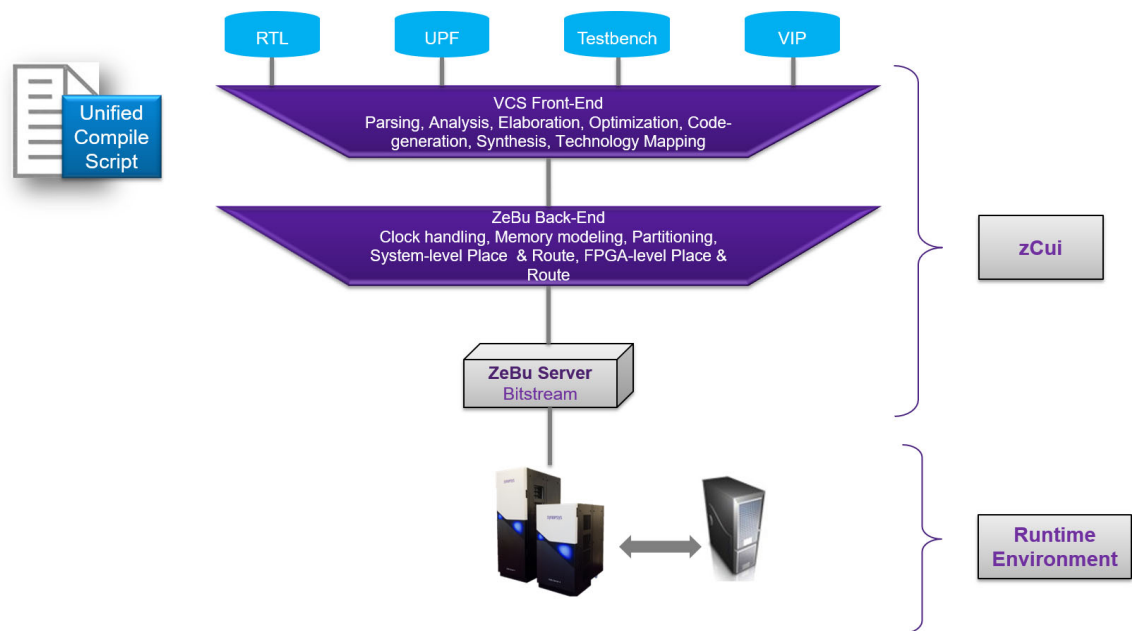 RTL
UPF
Testbench
VIP
Unified
Compile
Script
VCS Front-End
Parsing, Analysis, Elaboration, Optimization, Code-
generation, Synthesis, Technology Mapping
ZeBu Back-End
Clock handling, Memory modeling, Partitioning,
System-level Place & Route, FPGA-level Place &
Route
zCui
ZeBu Server
Bitstream
Runtime
Environment